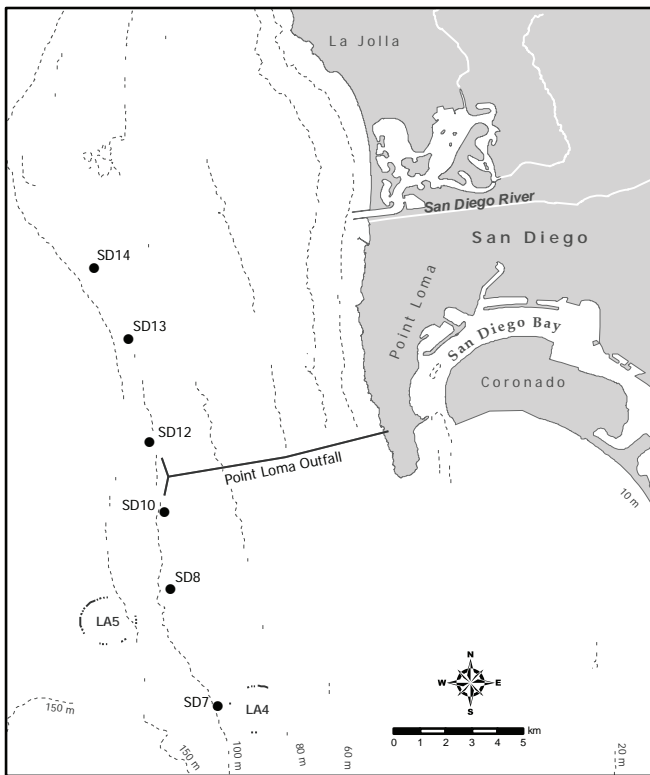 La Jolla
San Diego River
San Diego
SD14
Point Loma
SD13
San Diego Bay
Coronado
SD12
Point Loma Outfall
10 m
SD10
SD8
LA5
N
W E
S
SD7
LA4
150 m
km
0 1 2 3 4 5
150 m
100 m
80 m
60 m
20 m